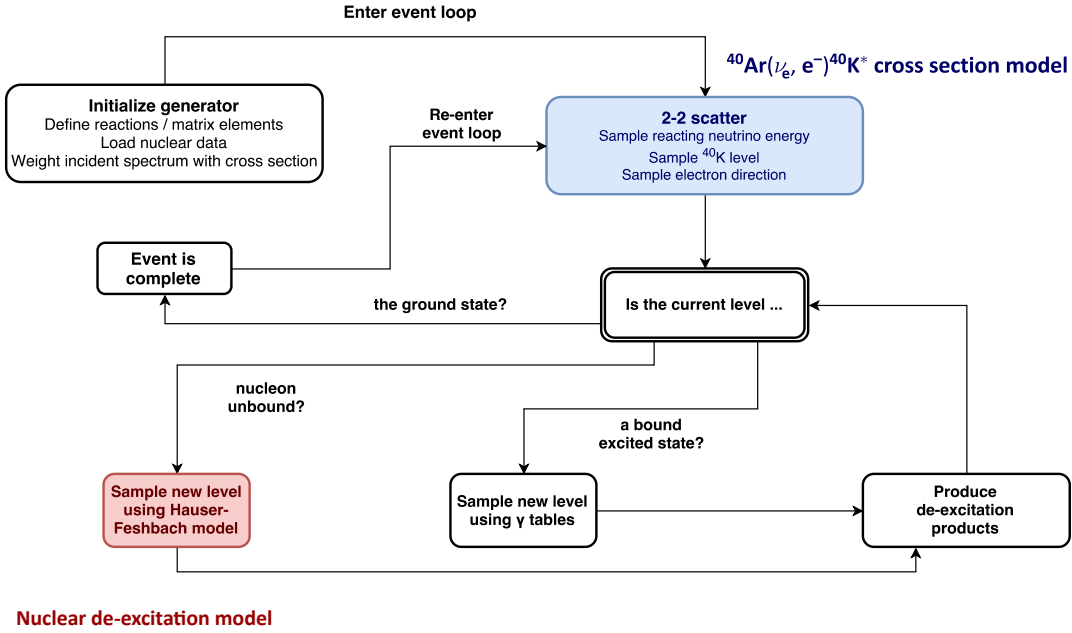 Enter event loop
⁴⁰Ar(νₑ, e⁻)⁴⁰K* cross section model
Initialize generator
Define reactions / matrix elements
Load nuclear data
Weight incident spectrum with cross section
Re-enter
event loop
2-2 scatter
Sample reacting neutrino energy
Sample ⁴⁰K level
Sample electron direction
Event is
complete
the ground state?
Is the current level ...
nucleon
unbound?
a bound
excited state?
Sample new level
using Hauser-
Feshbach model
Sample new level
using γ tables
Produce
de-excitation
products
Nuclear de-excitation model